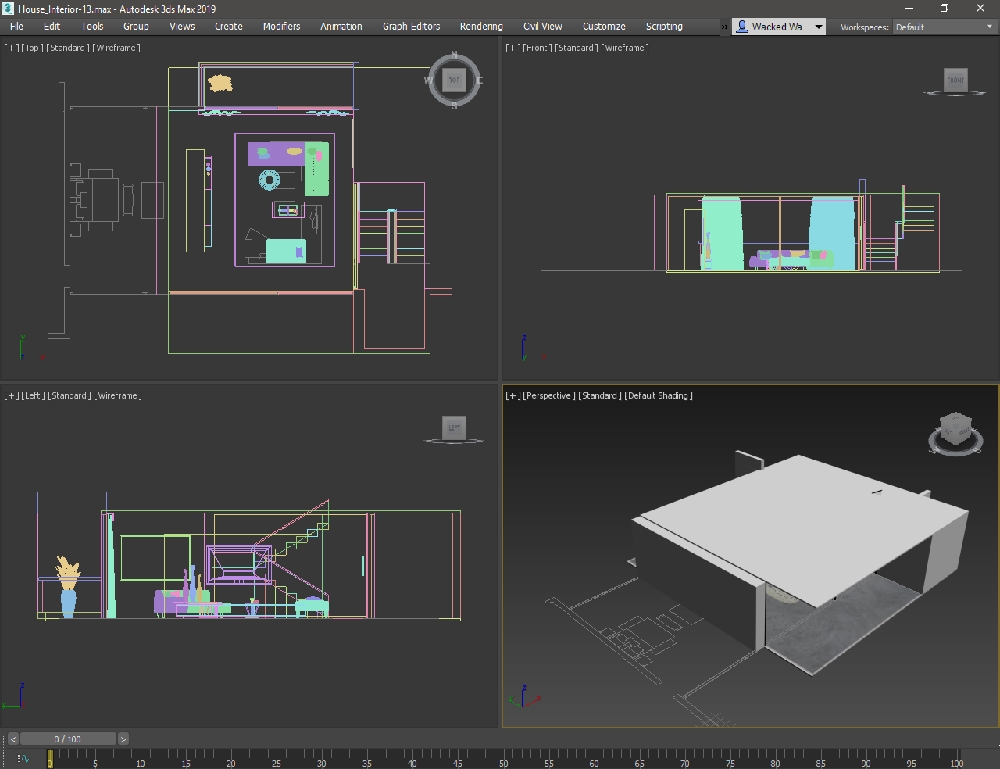 House_Interior-13.max - Autodesk 3ds Max 2019
File Edit Tools Group Views Create Modifiers Animation Graph Editors Rendering Civil View Customize Scripting » Wacked Wa Workspaces: Default
[+] [Top] [Standard] [Wireframe]
[+] [Front] [Standard] [Wireframe]
N
W TOP E
S
FRONT
[+] [Left] [Standard] [Wireframe]
[+] [Perspective] [Standard] [Default Shading]
LEFT
< 0 / 100 >
0 5 10 15 20 25 30 35 40 45 50 55 60 65 70 75 80 85 90 95 100